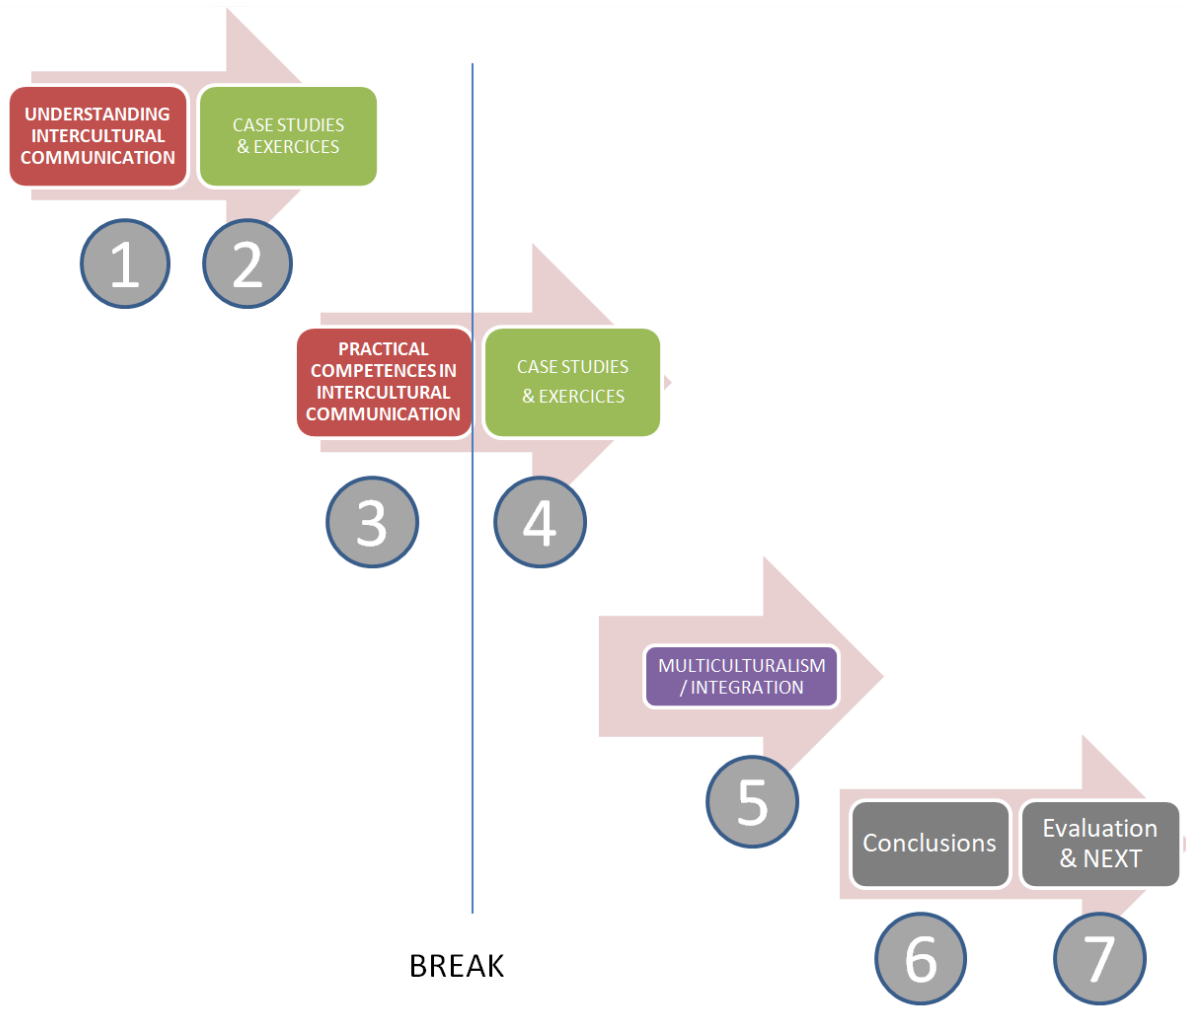 UNDERSTANDING
INTERCULTURAL
COMMUNICATION
CASE STUDIES
& EXERCICES
1
2
PRACTICAL
COMPETENCES IN
INTERCULTURAL
COMMUNICATION
CASE STUDIES
& EXERCICES
3
4
MULTICULTURALISM
/ INTEGRATION
5
Conclusions
Evaluation
& NEXT
6
7
BREAK